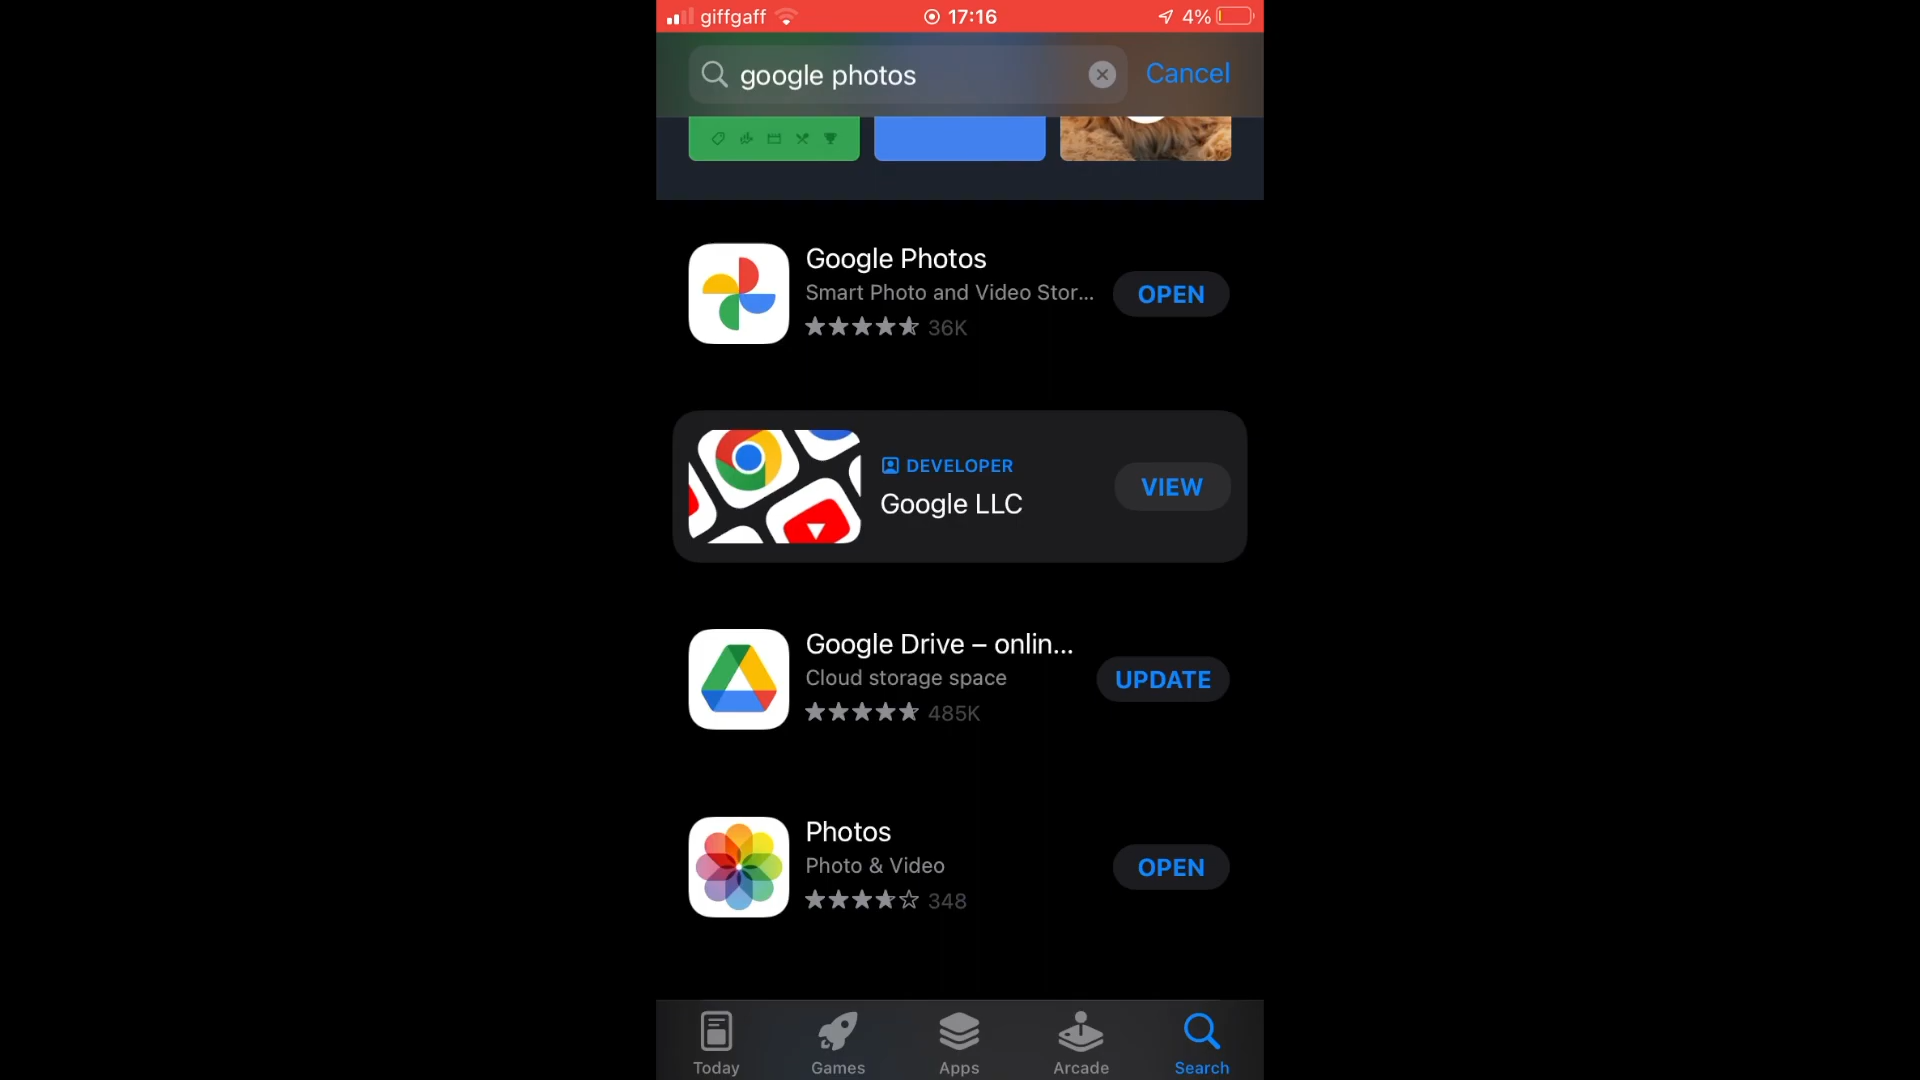 giffgaff 17:16 4%
google photos Cancel
Google Photos
Smart Photo and Video Stor...
36K
OPEN
DEVELOPER
Google LLC
VIEW
Google Drive – onlin...
Cloud storage space
485K
UPDATE
Photos
Photo & Video
348
OPEN
Today Games Apps Arcade Search